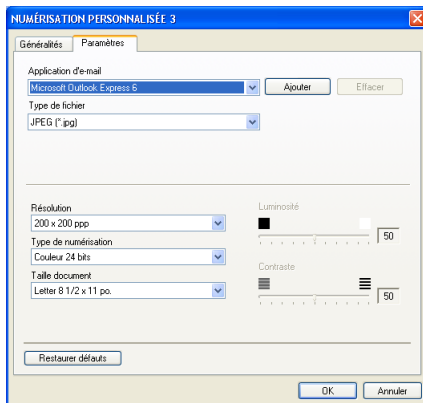 NUMÉRISATION PERSONNALISÉE 3
Généralités
Paramètres
Application d'e-mail
Microsoft Outlook Express 6
Ajouter
Effacer
Type de fichier
JPEG (*.jpg)
Résolution
Luminosité
200 x 200 ppp
50
Type de numérisation
Couleur 24 bits
Contraste
Taille document
Letter 8 1/2 x 11 po.
50
Restaurer défauts
OK
Annuler